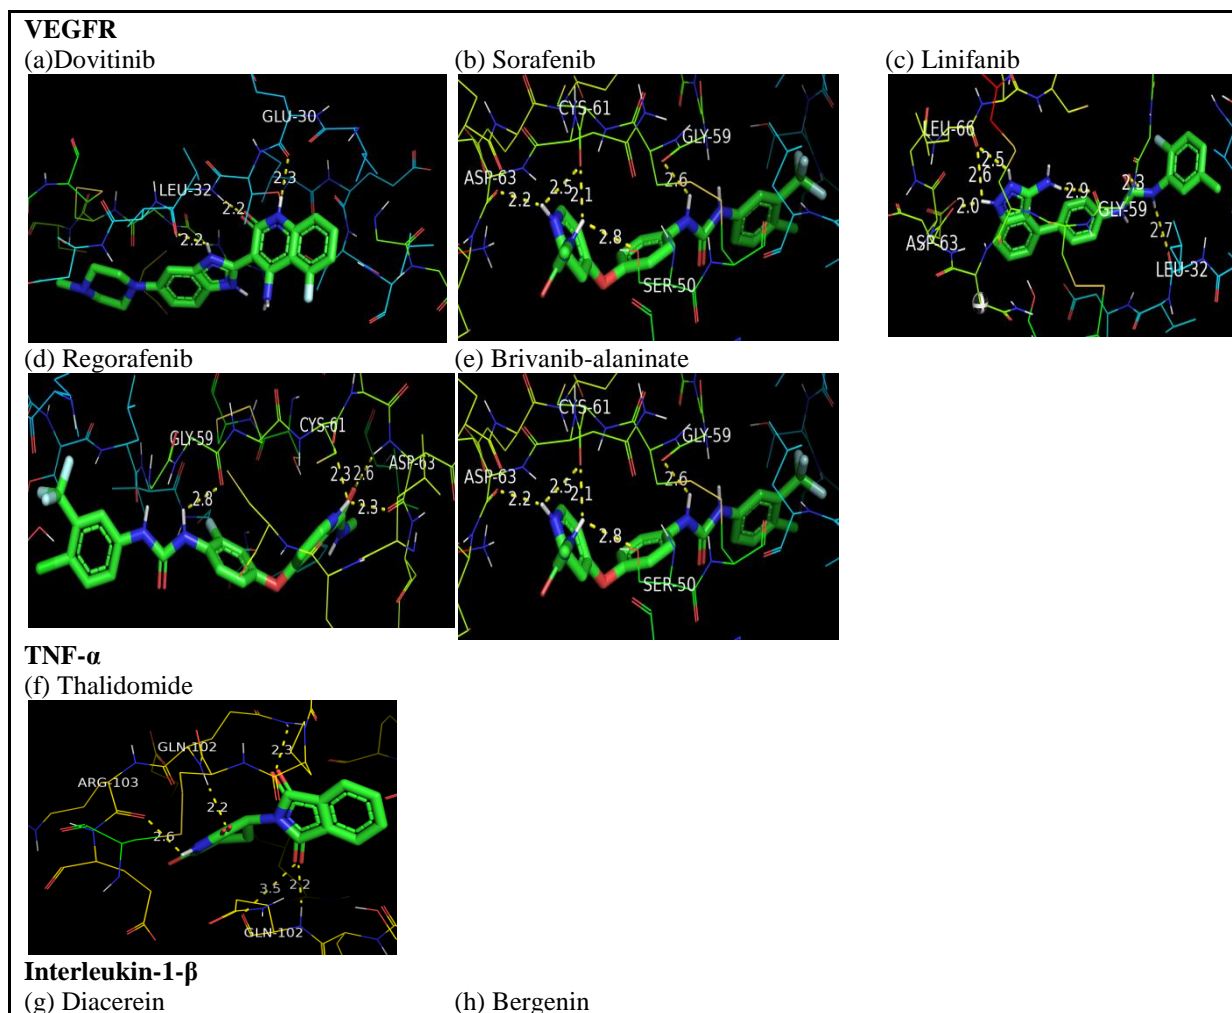 VEGFR
(a)Dovitinib (b) Sorafenib (c) Linifanib
GLU-30
2.3
LEU-32
2.2
2.2
CYS-61
GLY-59
ASP-63
2.5
2.6
2.2
2.1
2.8
SER-50
LEU-66
2.5
2.6
2.9
2.3
2.0
GLY-59
ASP-63
2.7
LEU-32
(d) Regorafenib (e) Brivanib-alaninate
CYS-61
GLY-59
ASP-63
2.3
2.6
2.8
2.3
CYS-61
GLY-59
ASP-63
2.5
2.6
2.2
2.1
2.8
SER-50
TNF-α
(f) Thalidomide
GLN-102
2.3
ARG-103
2.2
2.6
3.5
2.2
GLN-102
Interleukin-1-β
(g) Diacerein (h) Bergenin